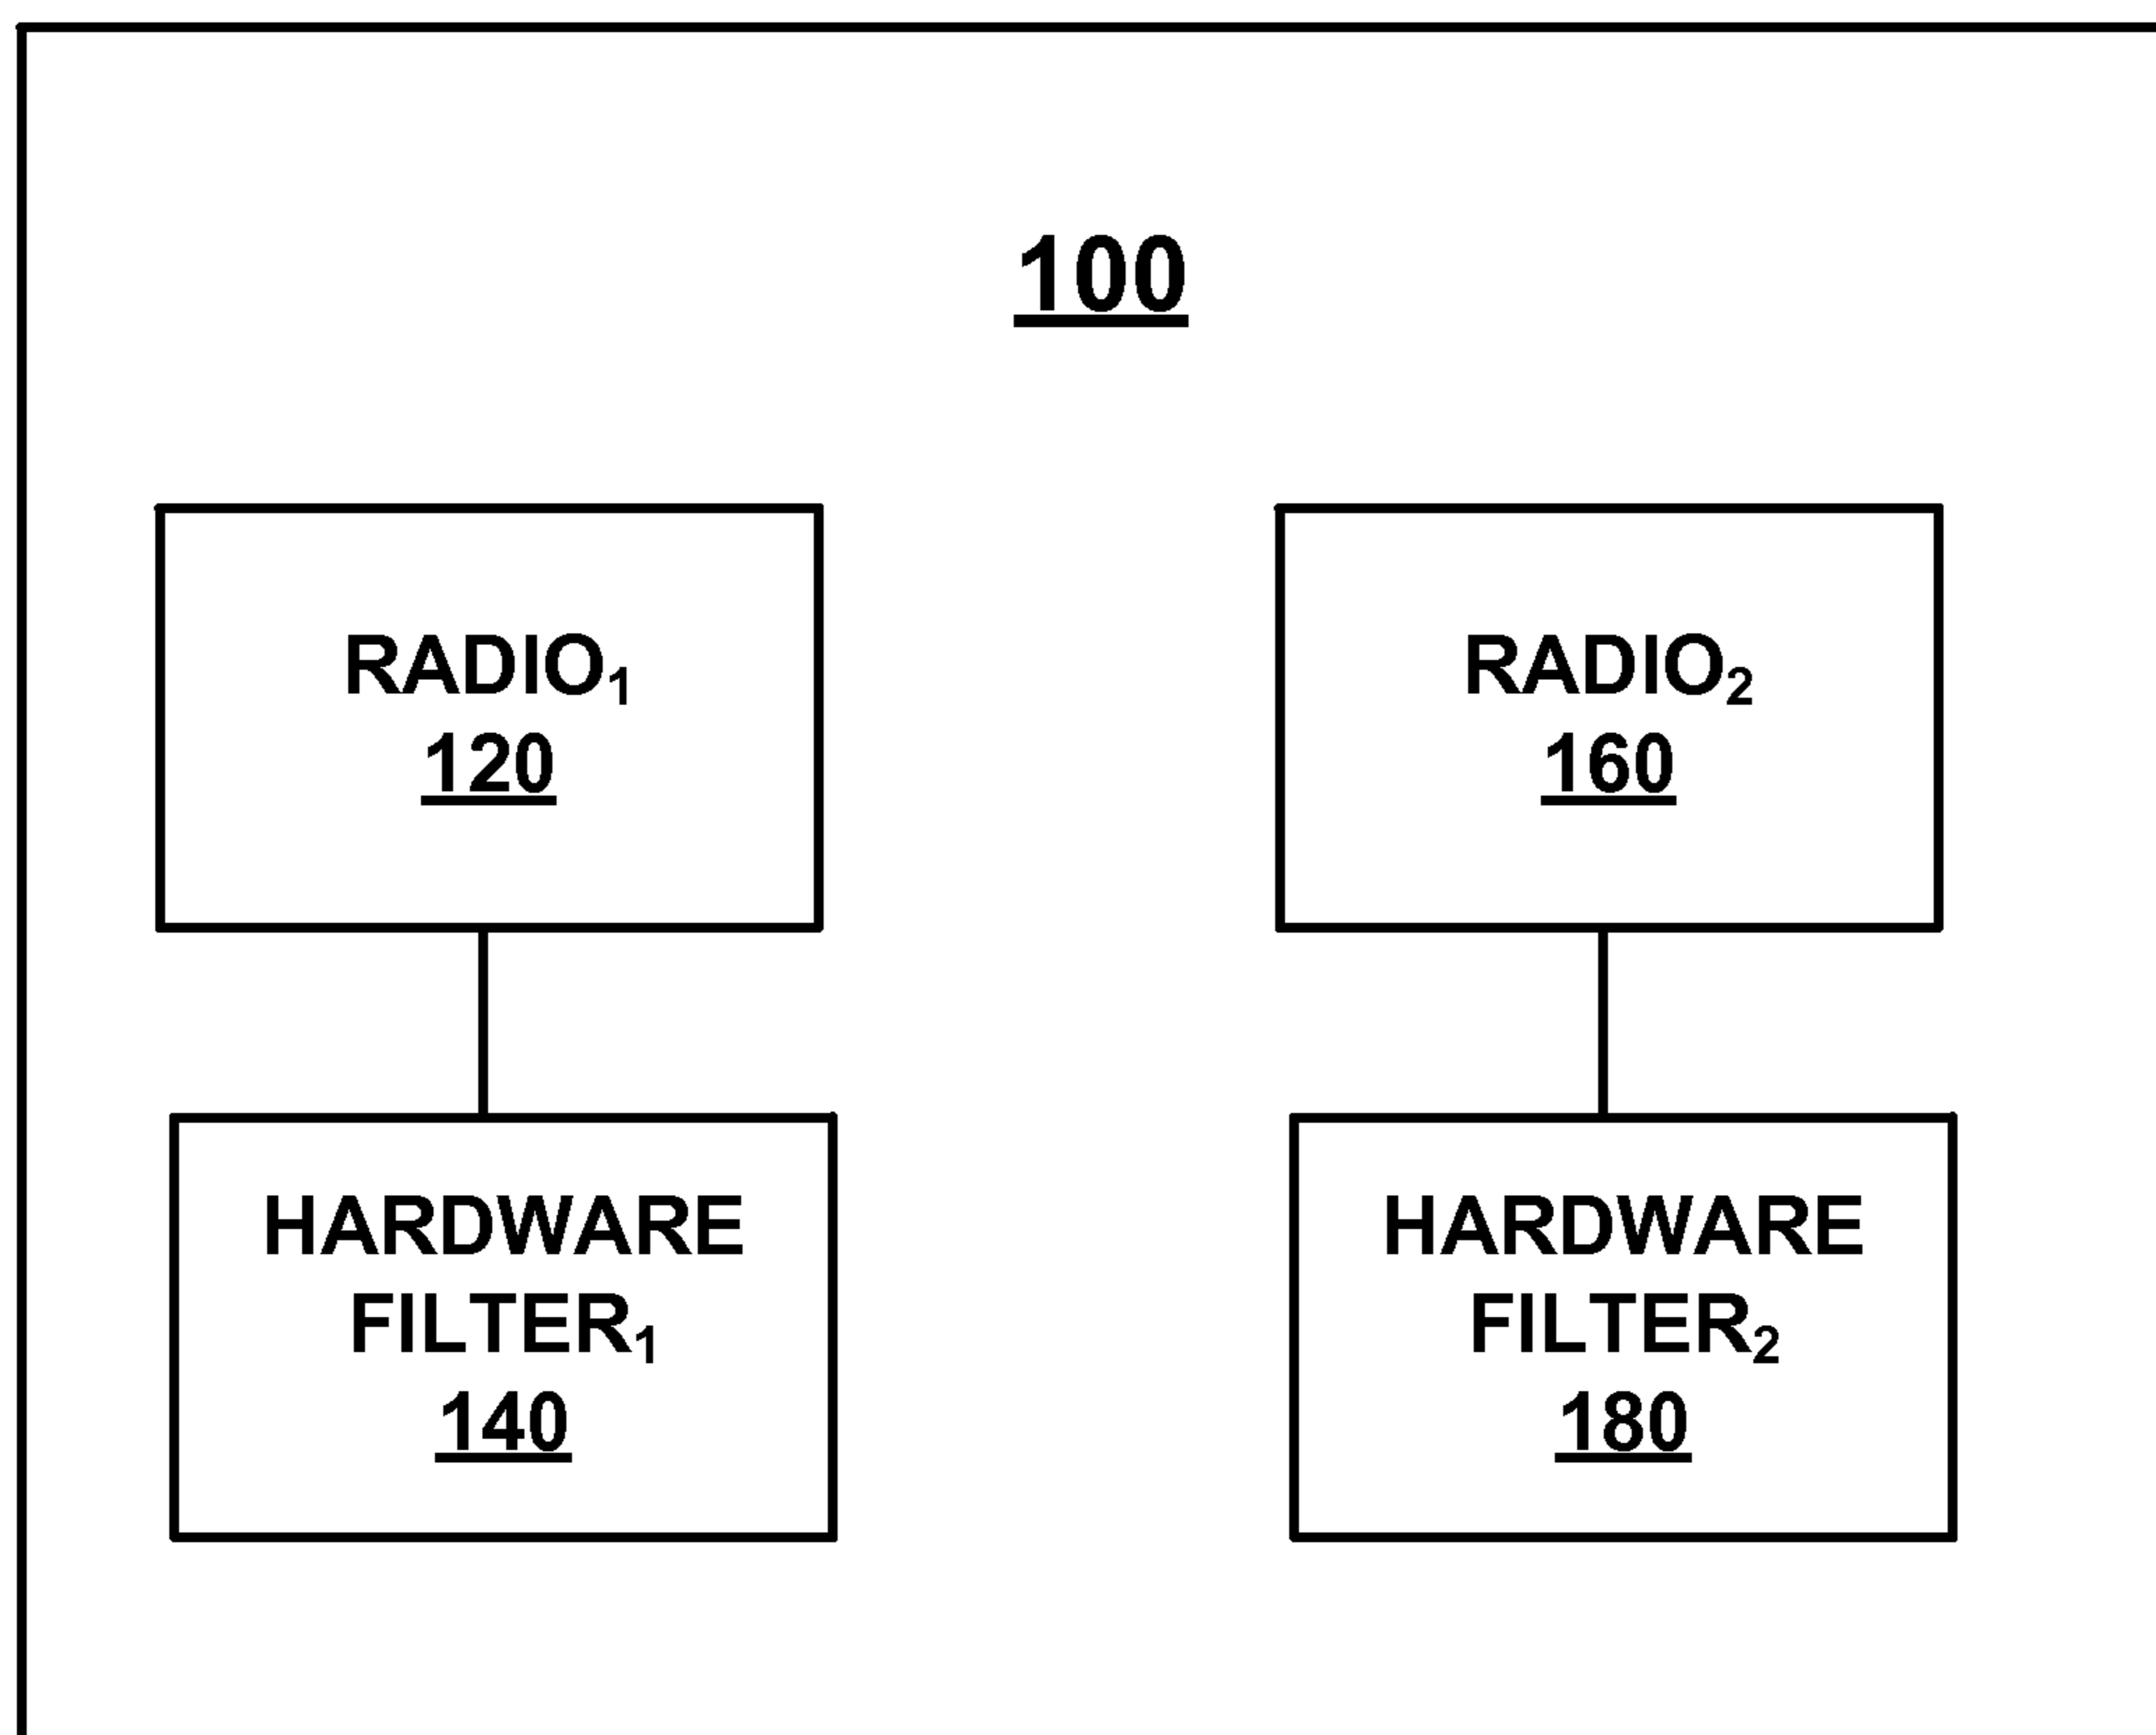 100
RADIO₁
120
RADIO₂
160
HARDWARE
FILTER₁
140
HARDWARE
FILTER₂
180